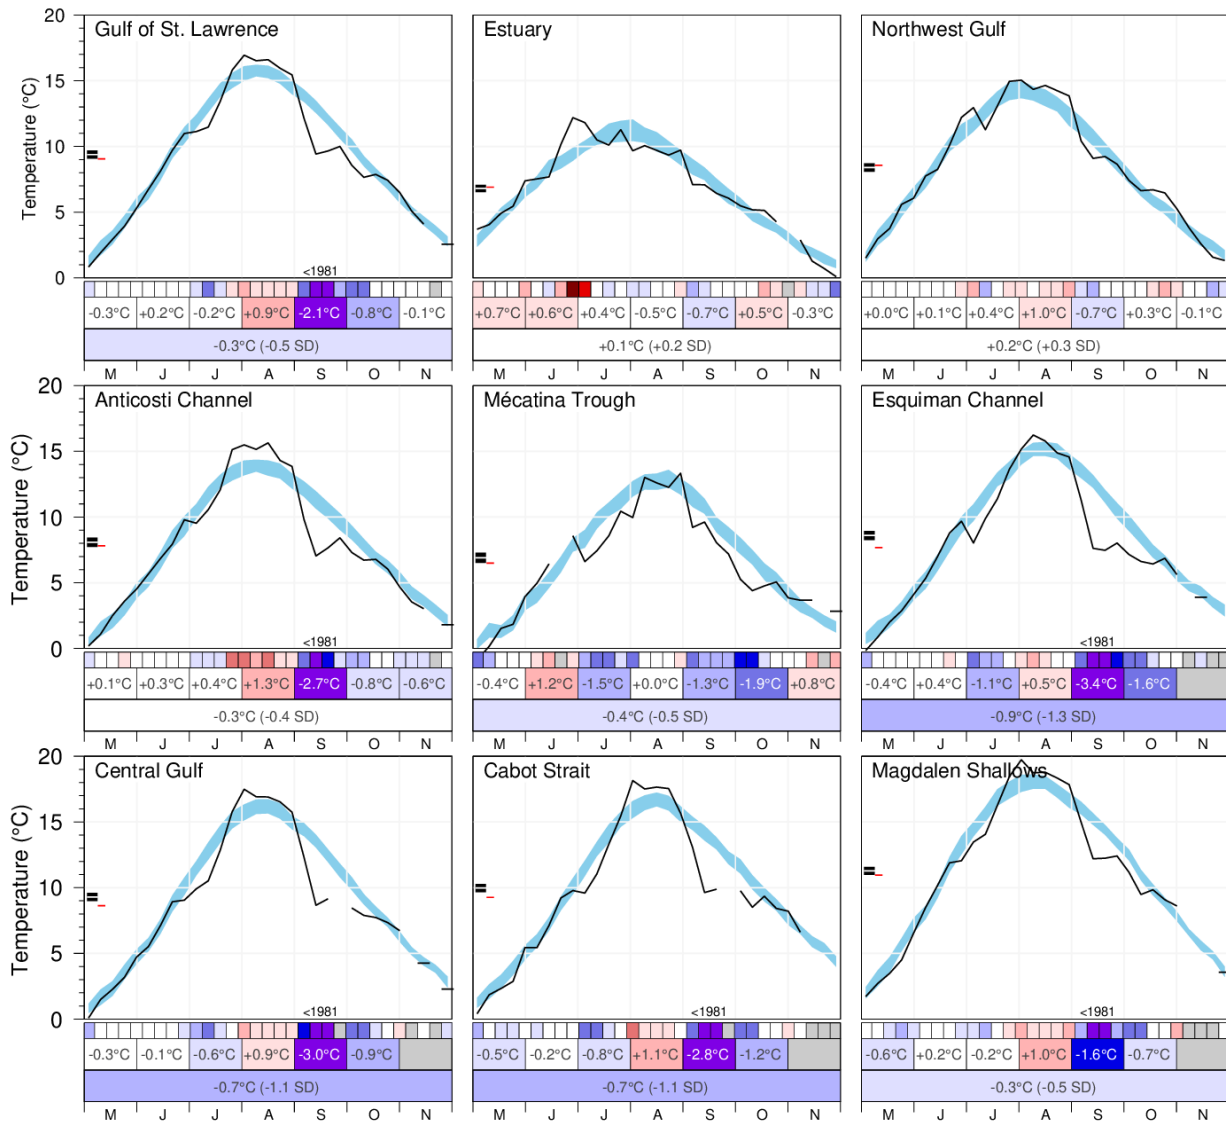 Gulf of St. Lawrence
Estuary
Northwest Gulf
Temperature (°C)
20
15
10
5
0
<1981
-0.3°C +0.2°C -0.2°C +0.9°C -2.1°C -0.8°C -0.1°C
+0.7°C +0.6°C +0.4°C -0.5°C -0.7°C +0.5°C -0.3°C
+0.0°C +0.1°C +0.4°C +1.0°C -0.7°C +0.3°C -0.1°C
-0.3°C (-0.5 SD)
+0.1°C (+0.2 SD)
+0.2°C (+0.3 SD)
M J J A S O N
M J J A S O N
M J J A S O N
Anticosti Channel
Mécatina Trough
Esquiman Channel
Temperature (°C)
20
15
10
5
0
<1981
<1981
+0.1°C +0.3°C +0.4°C +1.3°C -2.7°C -0.8°C -0.6°C
-0.4°C +1.2°C -1.5°C +0.0°C -1.3°C -1.9°C +0.8°C
-0.4°C +0.4°C -1.1°C +0.5°C -3.4°C -1.6°C
-0.3°C (-0.4 SD)
-0.4°C (-0.5 SD)
-0.9°C (-1.3 SD)
M J J A S O N
M J J A S O N
M J J A S O N
Central Gulf
Cabot Strait
Magdalen Shallows
Temperature (°C)
20
15
10
5
0
<1981
<1981
<1981
-0.3°C -0.1°C -0.6°C +0.9°C -3.0°C -0.9°C
-0.5°C -0.2°C -0.8°C +1.1°C -2.8°C -1.2°C
-0.6°C +0.2°C -0.2°C +1.0°C -1.6°C -0.7°C
-0.7°C (-1.1 SD)
-0.7°C (-1.1 SD)
-0.3°C (-0.5 SD)
M J J A S O N
M J J A S O N
M J J A S O N